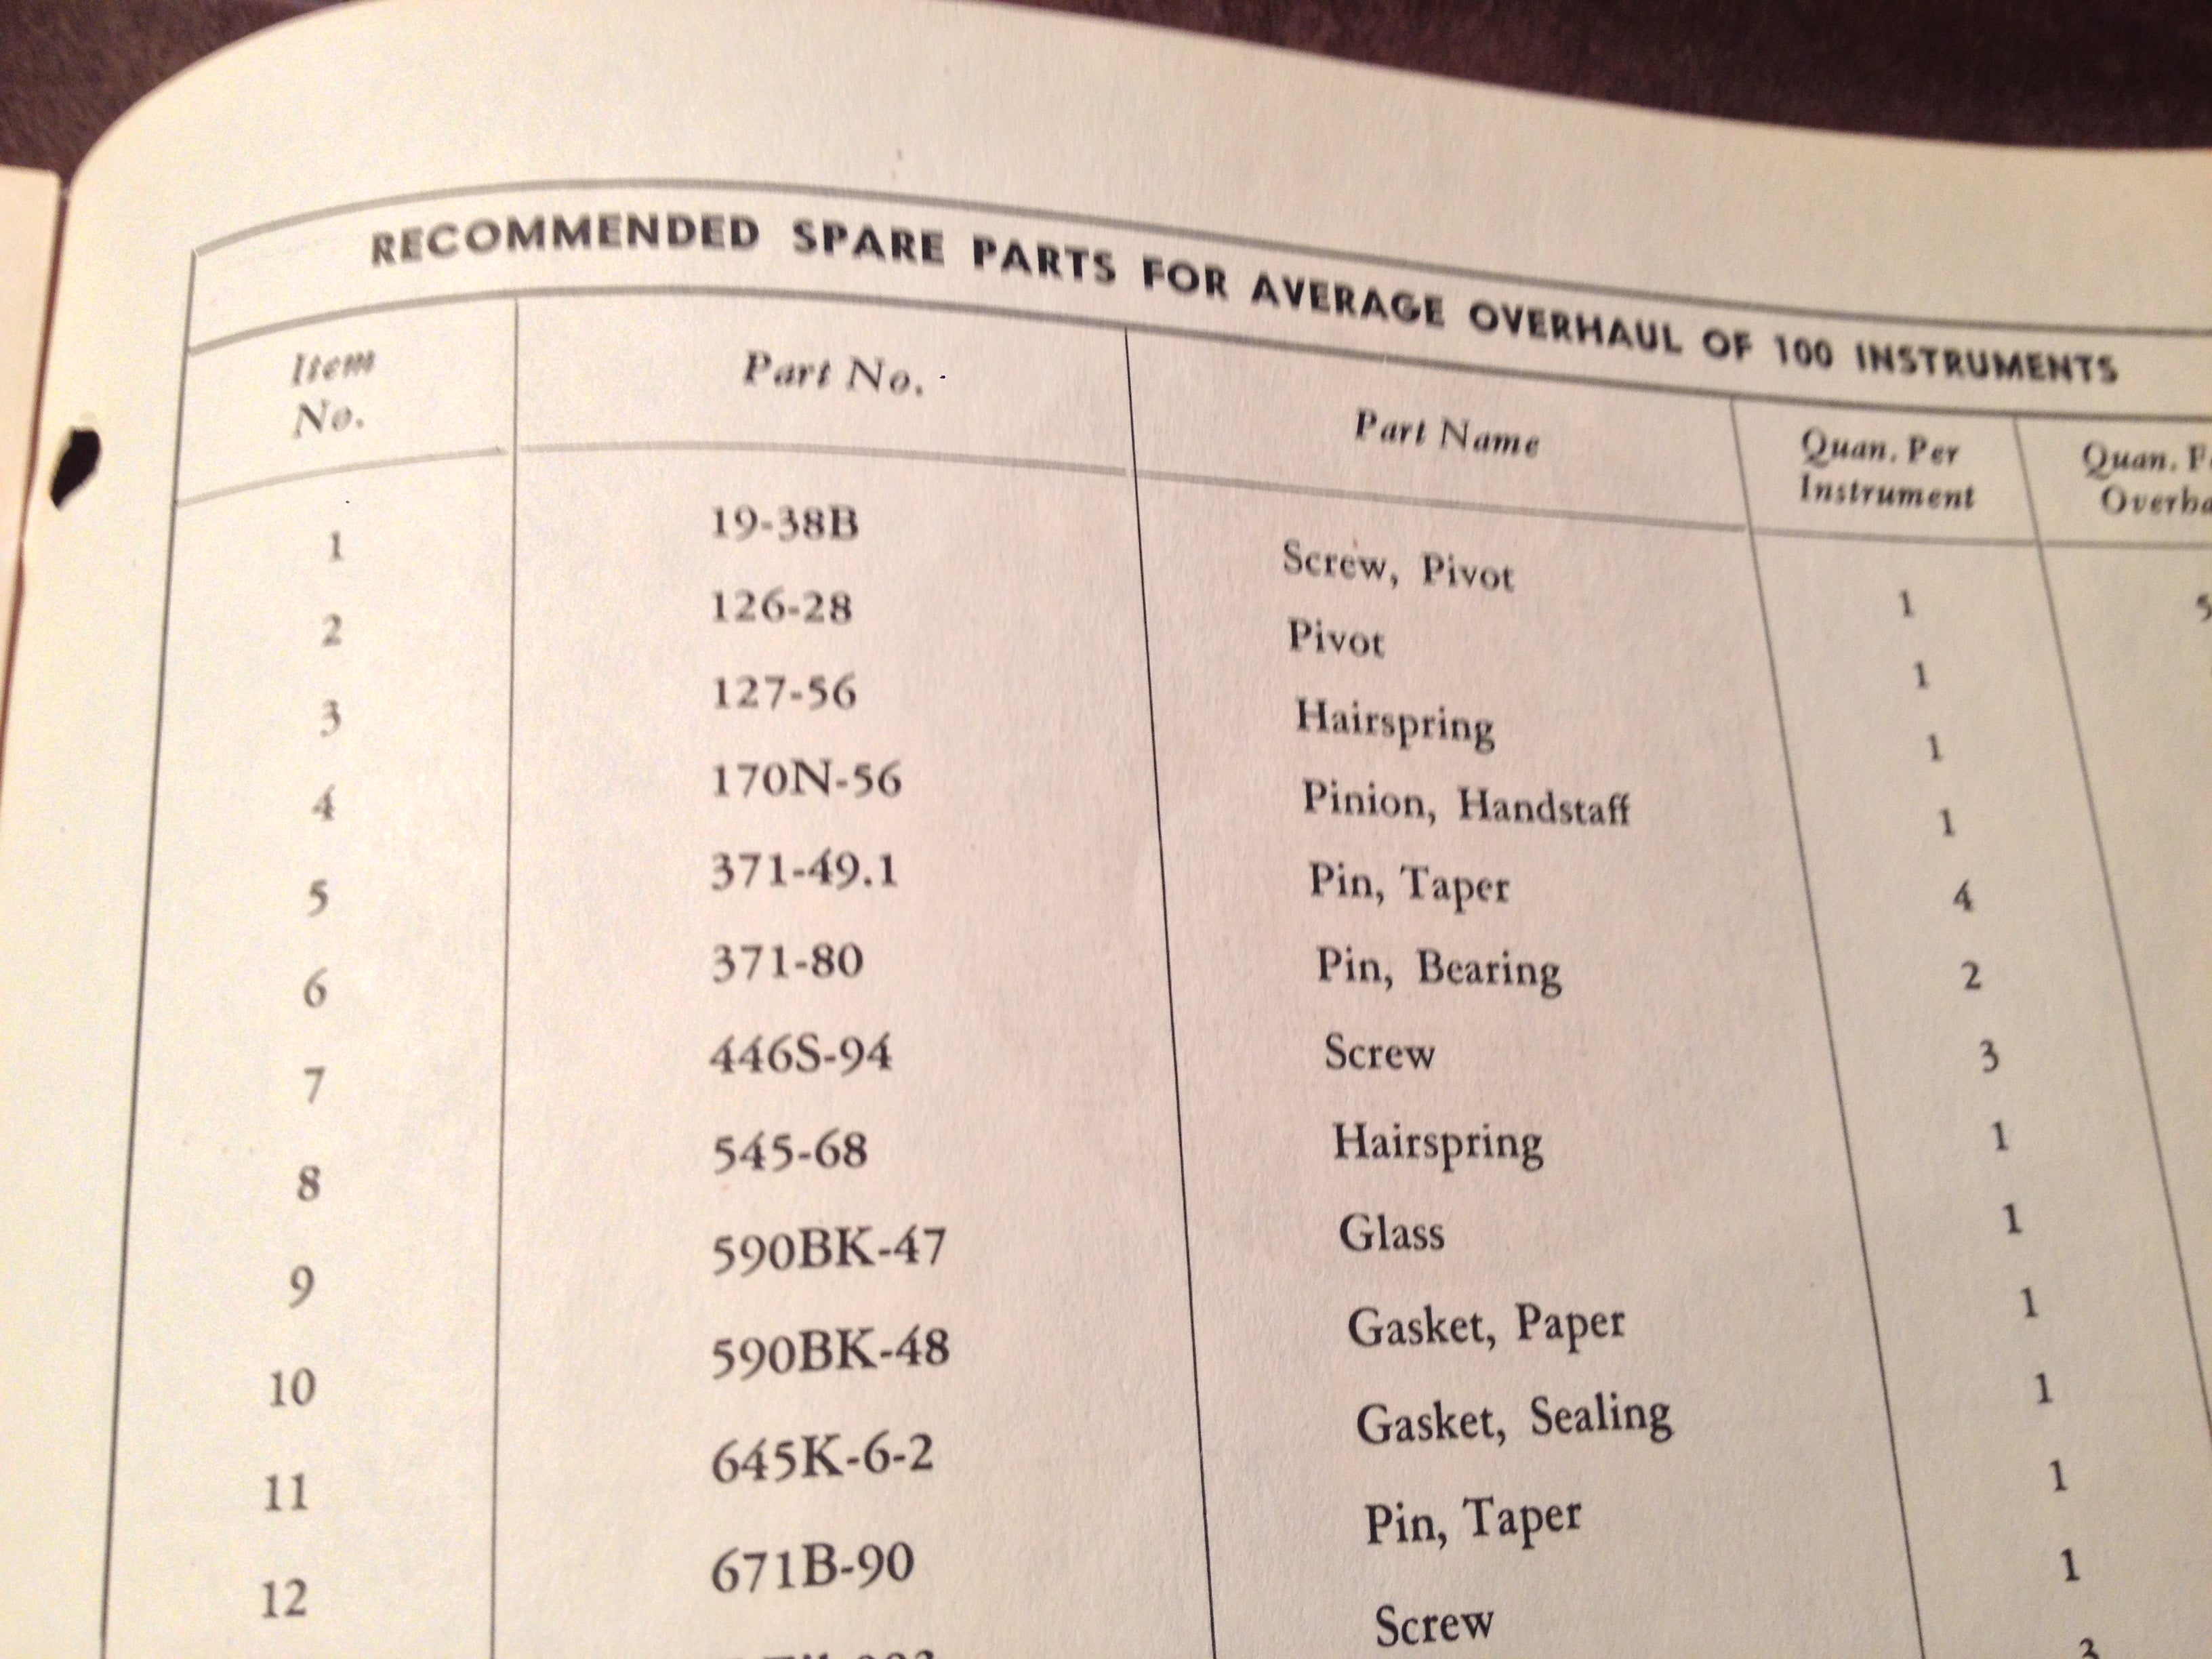 RECOMMENDED SPARE PARTS FOR AVERAGE OVERHAUL OF 100 INSTRUMENTS
Item No. Part No. Part Name Quan. Per Instrument Quan.
1 19-38B Screw, Pivot 1
2 126-28 Pivot 1
3 127-56 Hairspring 1
4 170N-56 Pinion, Handstaff 1
5 371-49.1 Pin, Taper 4
6 371-80 Pin, Bearing 2
7 446S-94 Screw 3
8 545-68 Hairspring 1
9 590BK-47 Glass 1
10 590BK-48 Gasket, Paper 1
11 645K-6-2 Gasket, Sealing 1
12 671B-90 Pin, Taper 1
Screw 3